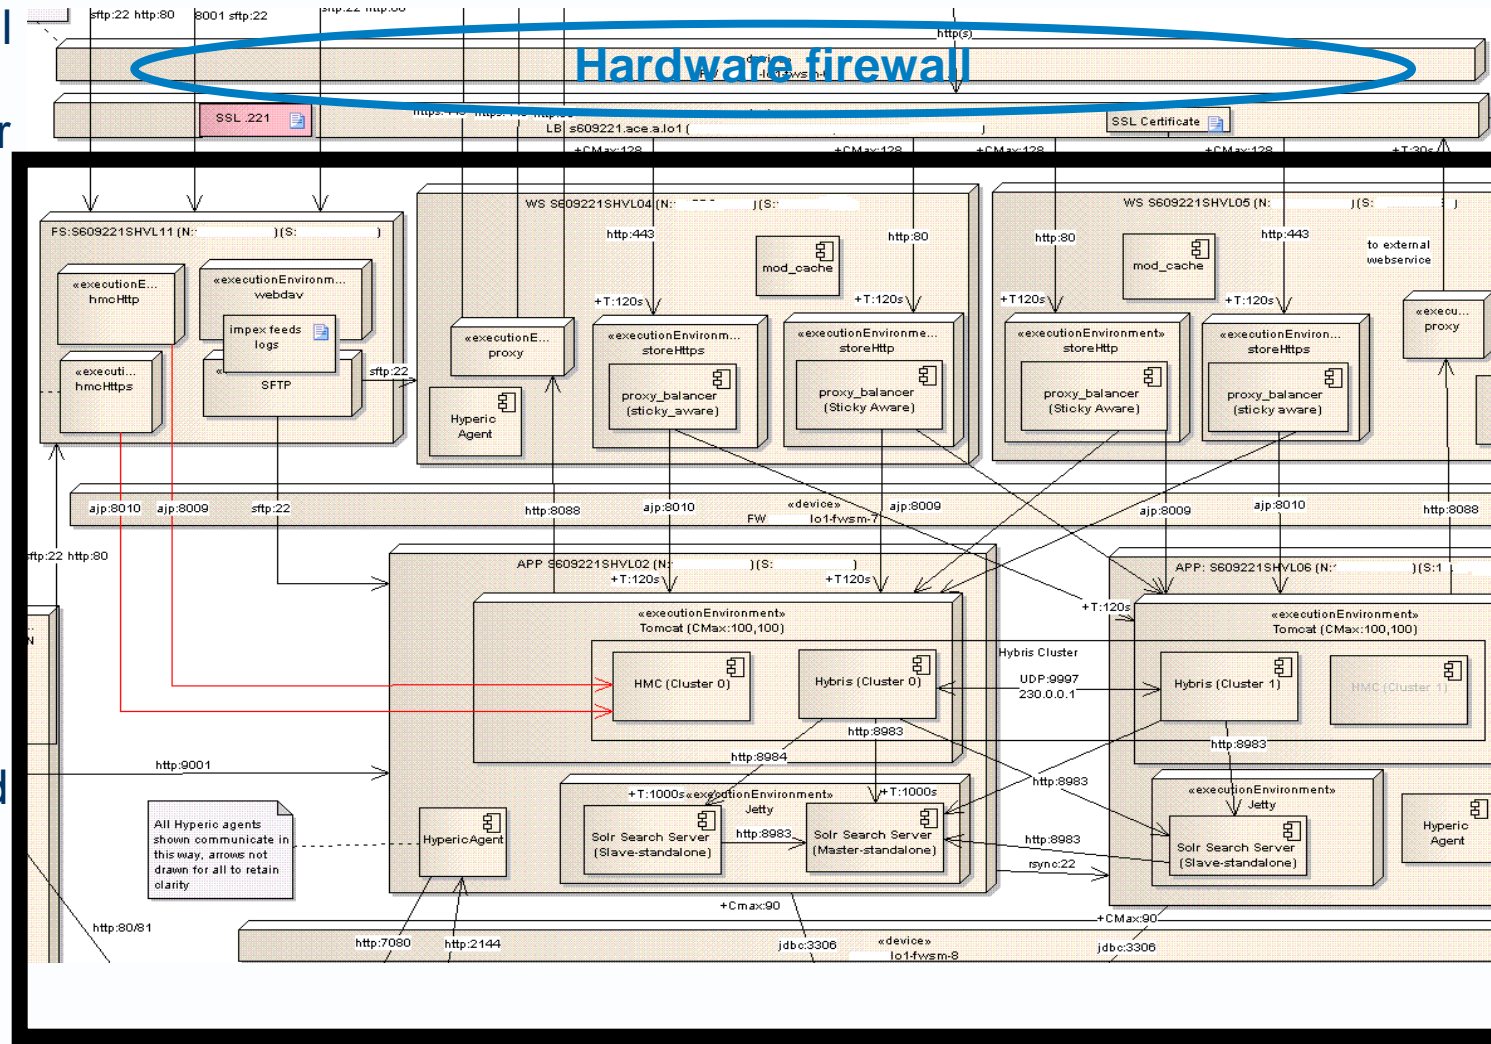 sftp:22 http:80
8001 sftp:22
http(s)
Hardware firewall
SSL .221
LB s609221.ace.a.lo1 (
SSL Certificate
+CMax:128
+CMax:128
+CMax:128
+CMax:128
+T:30s
FS:S609221SHVL11 (N:
)(S:
)
WS S609221SHVL04 (N:
)(S:
WS S609221SHVL05 (N:
)(S:
)
http:443
http:80
http:80
http:443
to external
webservice
mod_cache
mod_cache
«executionE...
hmcHttp
«executionEnvironm...
webdav
impex feeds
logs
«executi...
hmcHttps
SFTP
sftp:22
+T:120s
+T:120s
+T120s
+T:120s
«executionE...
proxy
«executionEnvironm...
storeHttps
«executionEnvironme...
storeHttp
«executionEnvironment»
storeHttp
«executionEnviron...
storeHttps
«execu...
proxy
Hyperic
Agent
proxy_balancer
(sticky_aware)
proxy_balancer
(Sticky Aware)
proxy_balancer
(Sticky Aware)
proxy_balancer
(sticky aware)
ajp:8010
ajp:8009
sftp:22
http:8088
ajp:8010
«device»
FW
lo1-fwsm-7
ajp:8009
ajp:8009
ajp:8010
http:8088
sftp:22 http:80
APP S609221SHVL02 (N:
)(S:
)
+T:120s
+T120s
APP: S609221SHVL06 (N:
)(S:1
+T:120s
«executionEnvironment»
Tomcat (CMax:100,100)
«executionEnvironment»
Tomcat (CMax:100,100)
N
HMC (Cluster 0)
Hybris (Cluster 0)
Hybris Cluster
UDP:9997
230.0.0.1
Hybris (Cluster 1)
HMC (Cluster 1)
http:8983
http:8984
http:8983
http:9001
http:8983
+T:1000s
«executionEnvironment»
Jetty
+T:1000s
«executionEnvironment»
Jetty
All Hyperic agents
shown communicate in
this way, arrows not
drawn for all to retain
clarity
HypericAgent
Solr Search Server
(Slave-standalone)
http:8983
Solr Search Server
(Master-standalone)
http:8983
rsync:22
Solr Search Server
(Slave-standalone)
Hyperic
Agent
+Cmax:90
+CMax:90
http:80/81
http:7080
http:2144
jdbc:3306
«device»
lo1-fwsm-8
jdbc:3306